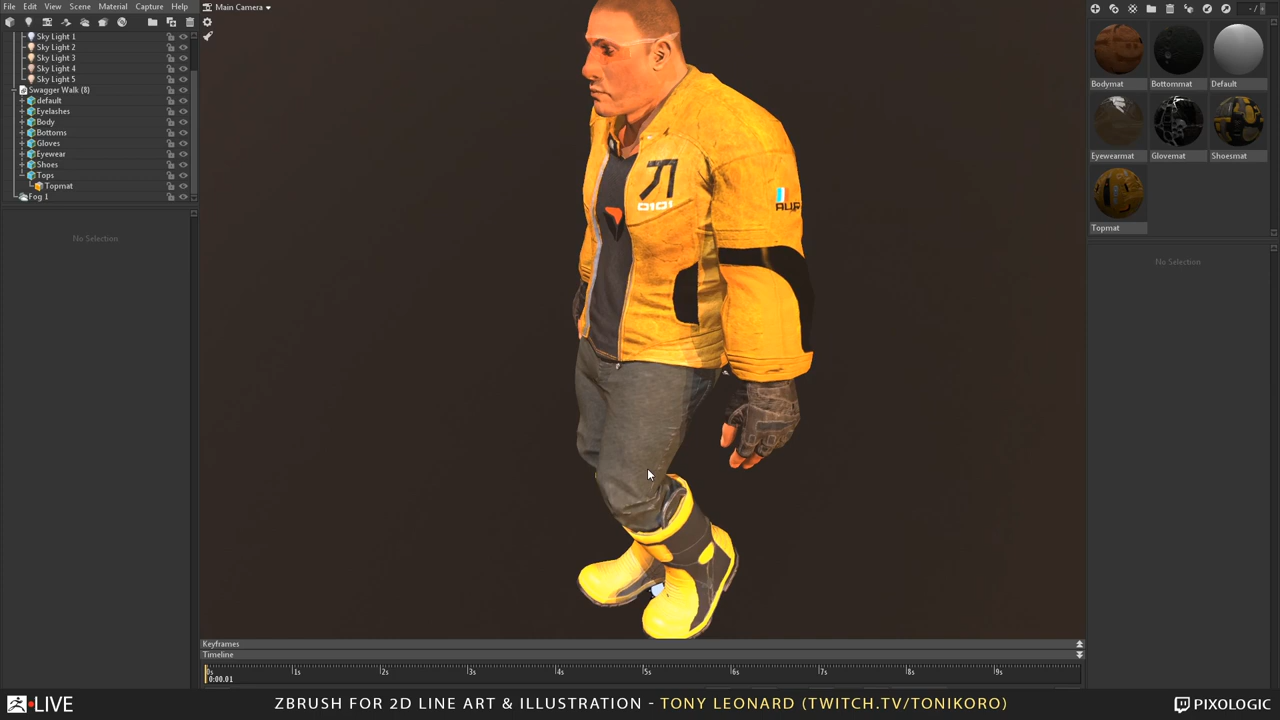 File Edit View Scene Material Capture Help
Main Camera
- /
Sky Light 1
Sky Light 2
Sky Light 3
Sky Light 4
Sky Light 5
Swagger Walk (8)
default
Eyelashes
Body
Bottoms
Gloves
Eyewear
Shoes
Tops
Topmat
Fog 1
No Selection
71
0101
Bodymat Bottommat Default
Eyewearmat Glovemat Shoesmat
Topmat
No Selection
Keyframes
Timeline
0s 1s 2s 3s 4s 5s 6s 7s 8s 9s
0:00.01
LIVE
ZBRUSH FOR 2D LINE ART & ILLUSTRATION - TONY LEONARD (TWITCH.TV/TONIKORO)
PIXOLOGIC